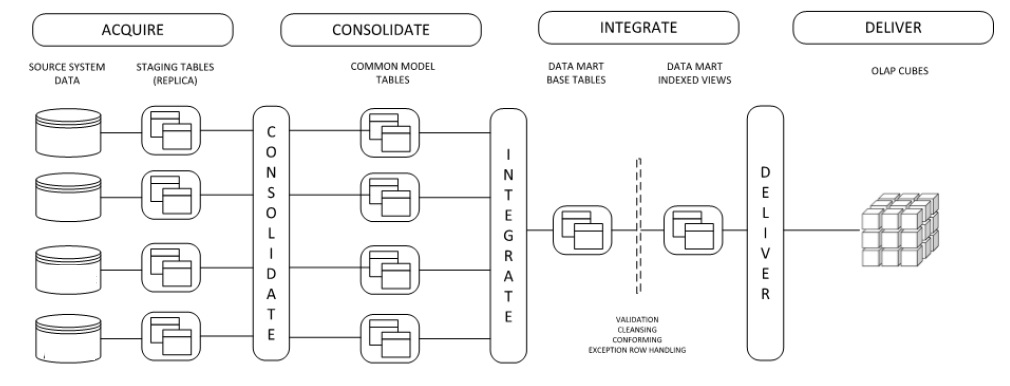 ACQUIRE
CONSOLIDATE
INTEGRATE
DELIVER
SOURCE SYSTEM
DATA
STAGING TABLES
(REPLICA)
COMMON MODEL
TABLES
DATA MART
BASE TABLES
DATA MART
INDEXED VIEWS
OLAP CUBES
CONSOLIDATE
INTEGRATE
DELIVER
VALIDATION
CLEANSING
CONFORMING
EXCEPTION ROW HANDLING